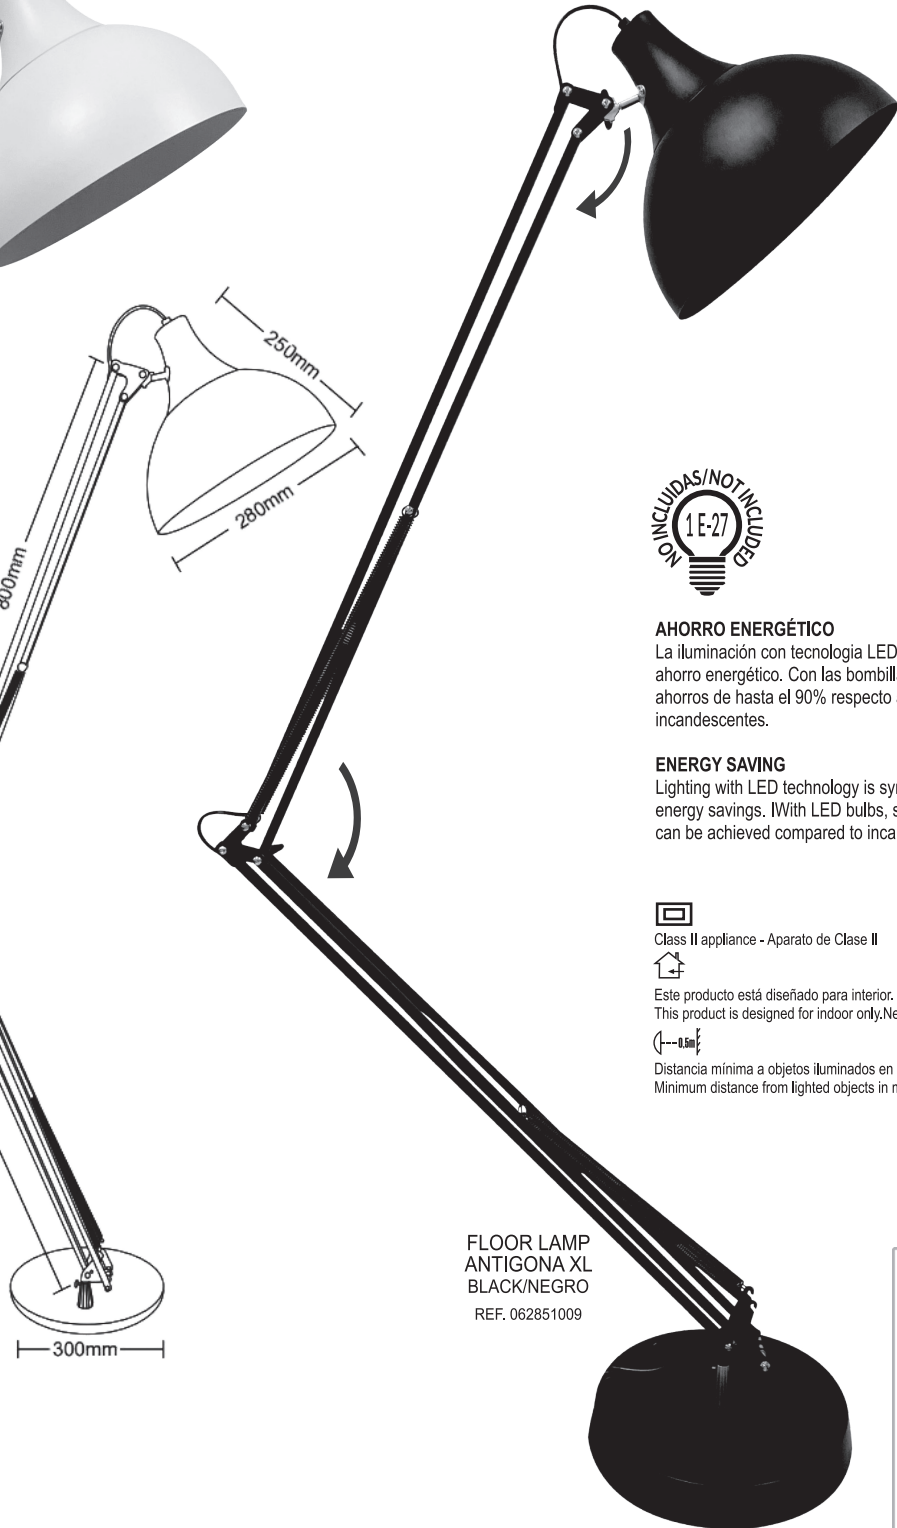 250mm
280mm
800mm
300mm
NO INCLUIDAS/NOT INCLUDED
1 E-27
AHORRO ENERGÉTICO
La iluminación con tecnologia LED
ahorro energético. Con las bombill
ahorros de hasta el 90% respecto
incandescentes.
ENERGY SAVING
Lighting with LED technology is sy
energy savings. IWith LED bulbs, s
can be achieved compared to inca
Class II appliance - Aparato de Clase II
Este producto está diseñado para interior.
This product is designed for indoor only.Ne
0,5m
Distancia mínima a objetos iluminados en
Minimum distance from lighted objects in
FLOOR LAMP
ANTIGONA XL
BLACK/NEGRO
REF. 062851009